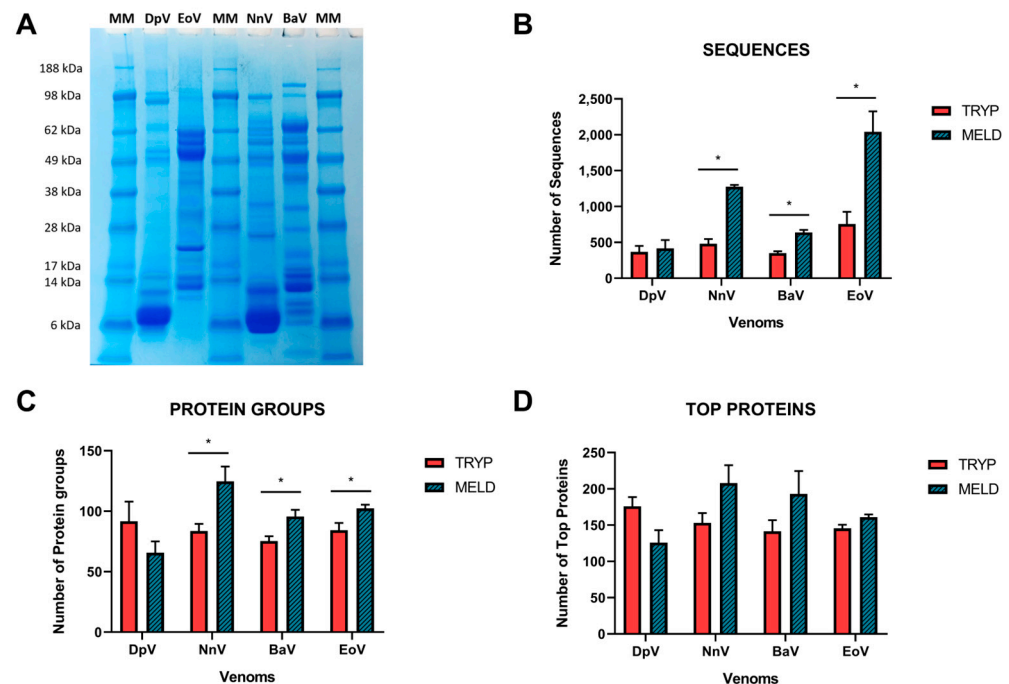 A
MM DpV EoV MM NnV BaV MM
188 kDa
98 kDa
62 kDa
49 kDa
38 kDa
28 kDa
17 kDa
14 kDa
6 kDa
B
SEQUENCES
Number of Sequences
2,500
2,000
1,500
1,000
500
0
* * *
DpV NnV BaV EoV
Venoms
TRYP
MELD
C
PROTEIN GROUPS
Number of Protein groups
150
100
50
0
* * *
DpV NnV BaV EoV
Venoms
TRYP
MELD
D
TOP PROTEINS
Number of Top Proteins
250
200
150
100
50
0
DpV NnV BaV EoV
Venoms
TRYP
MELD